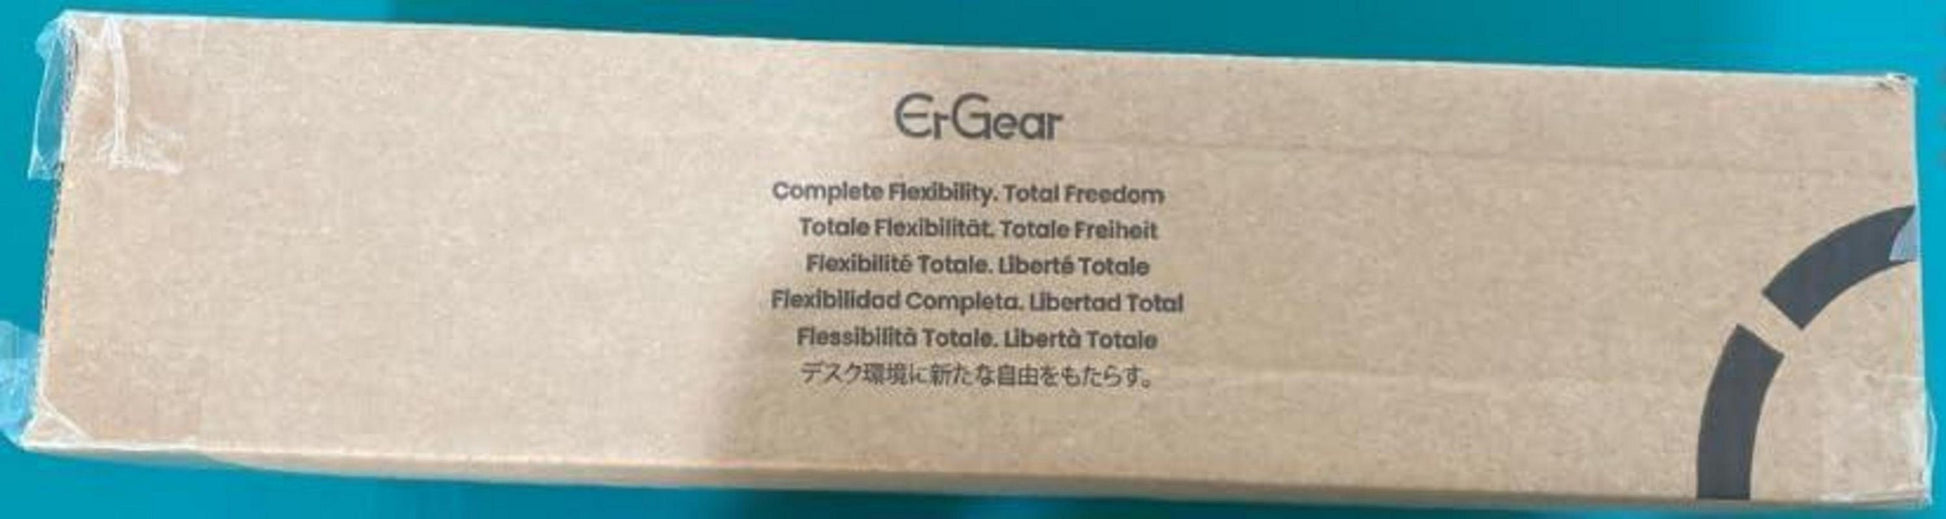 ErGear
Complete Flexibility. Total Freedom
Totale Flexibilität. Totale Freiheit
Flexibilité Totale. Liberté Totale
Flexibilidad Completa. Libertad Total
Flessibilità Totale. Libertà Totale
デスク環境に新たな自由をもたらす。